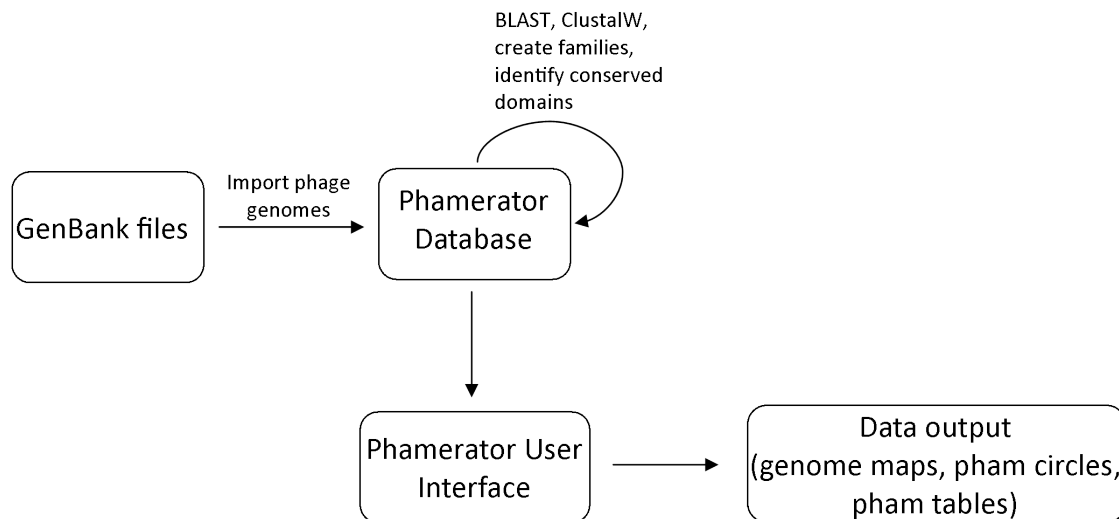 BLAST, ClustalW,
create families,
identify conserved
domains
Import phage
genomes
GenBank files
Phamerator
Database
Phamerator User
Interface
Data output
(genome maps, pham circles,
pham tables)